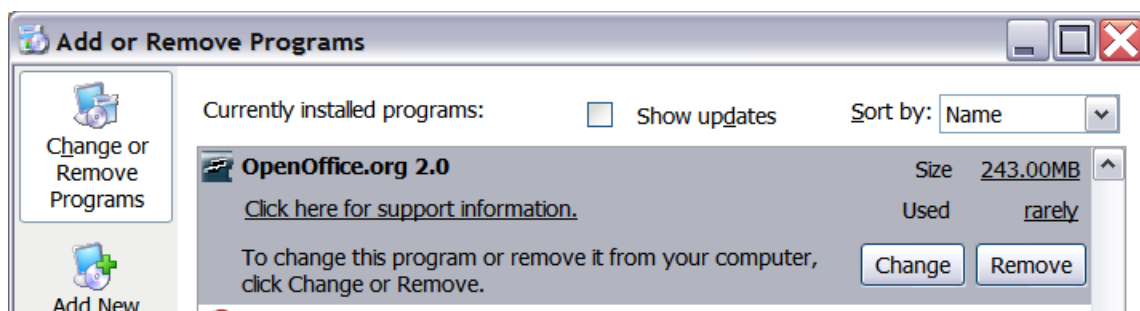 Add or Remove Programs
Change or
Remove
Programs
Add New
Currently installed programs:
Show updates
Sort by: Name
OpenOffice.org 2.0
Size 243.00MB
Click here for support information.
Used rarely
To change this program or remove it from your computer,
click Change or Remove.
Change Remove